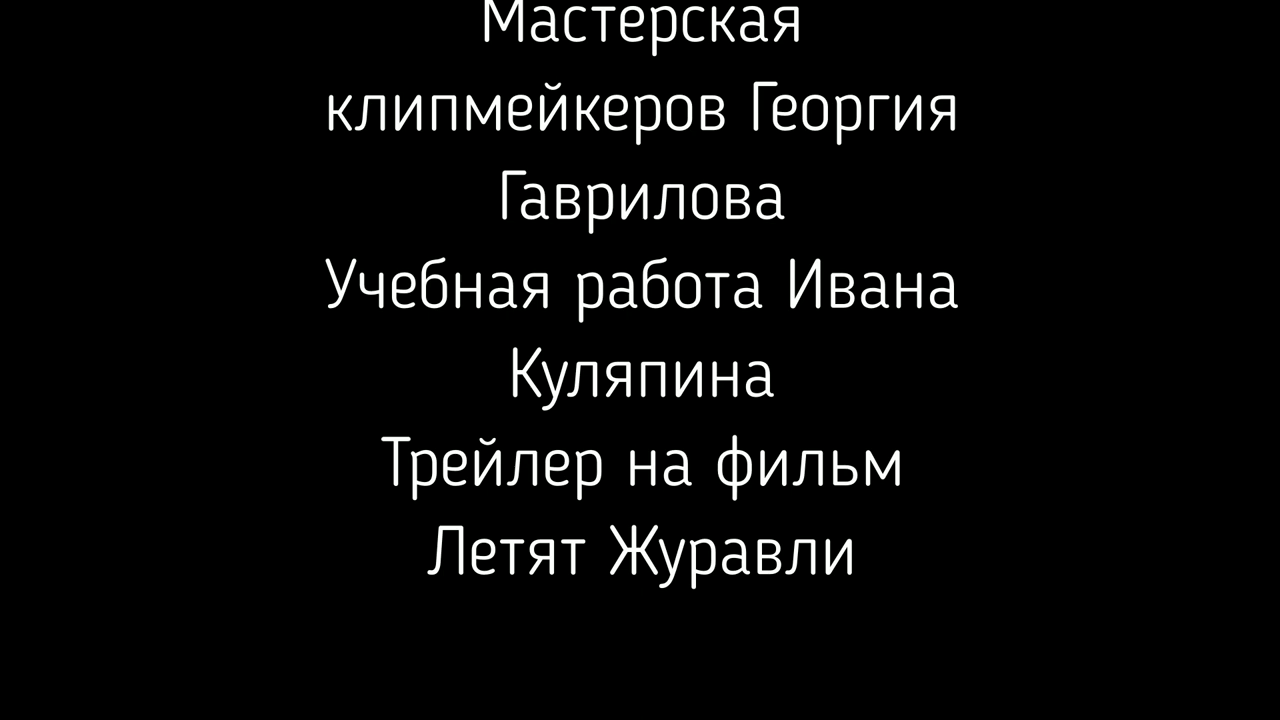 Мастерская
клипмейкеров Георгия
Гаврилова
Учебная работа Ивана
Куляпина
Трейлер на фильм
Летят Журавли